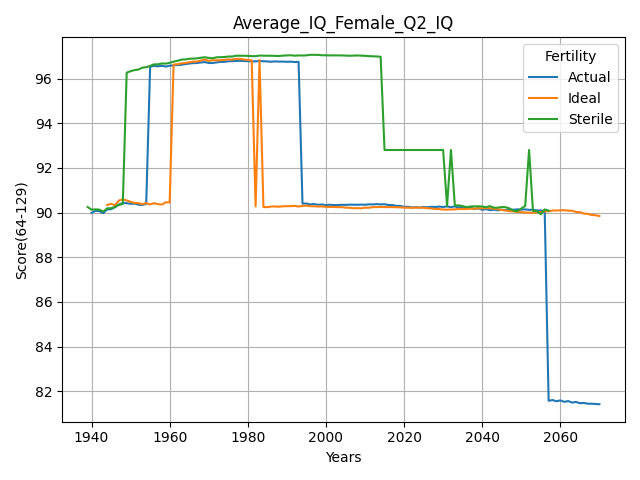 Average_IQ_Female_Q2_IQ
Fertility
Actual
Ideal
Sterile
Score(64-129)
96
94
92
90
88
86
84
82
1940 1960 1980 2000 2020 2040 2060
Years